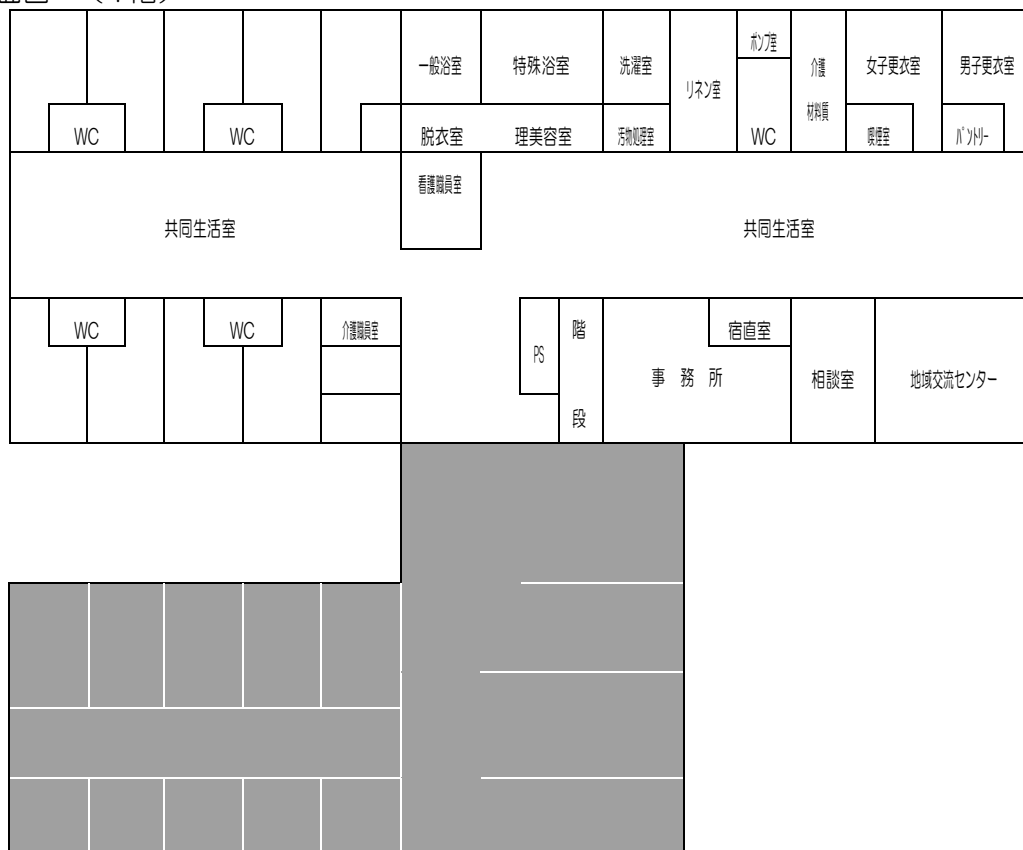 一般浴室
特殊浴室
洗濯室
リネン室
ポンプ室
介護
材料質
女子更衣室
男子更衣室
WC
WC
脱衣室
理美容室
汚物処理室
WC
喫煙室
パントリー
看護職員室
共同生活室
共同生活室
WC
WC
介護職員室
PS
階
段
事 務 所
宿直室
相談室
地域交流センター